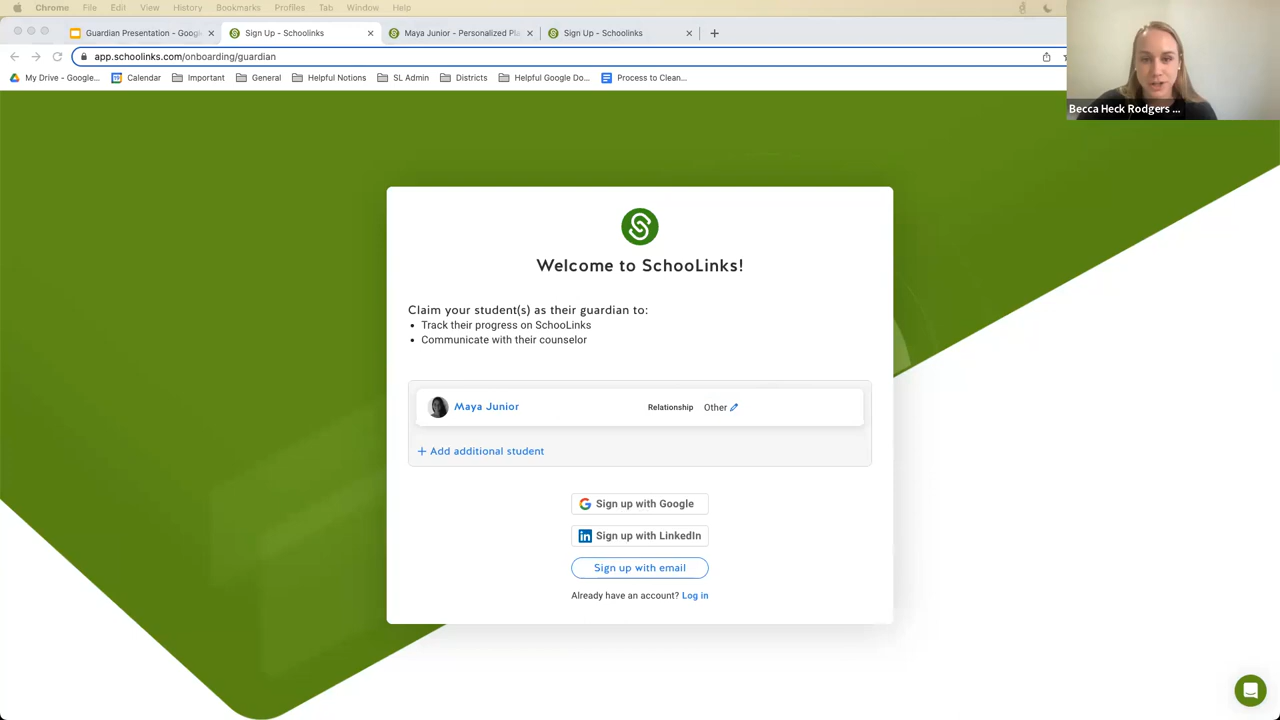 Chrome File Edit View History Bookmarks Profiles Tab Window Help
Guardian Presentation - Googl
Sign Up - Schoolinks
Maya Junior - Personalized Pla
Sign Up - Schoolinks
app.schoolinks.com/onboarding/guardian
My Drive - Google...
Calendar
Important
General
Helpful Notions
SL Admin
Districts
Helpful Google Do...
Process to Clean...
Becca Heck Rodgers ...
Welcome to SchooLinks!
Claim your student(s) as their guardian to:
• Track their progress on SchooLinks
• Communicate with their counselor
Maya Junior Relationship Other
+ Add additional student
Sign up with Google
Sign up with LinkedIn
Sign up with email
Already have an account? Log in